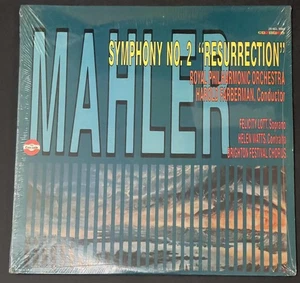 SYMPHONY NO. 2 "RESURRECTION"
ROYAL PHILHARMONIC ORCHESTRA
HAROLD FARBERMAN, Conductor
MAHLER
FELICITY LOTT, Soprano
HELEN WATTS, Contralto
BRIGHTON FESTIVAL CHORUS